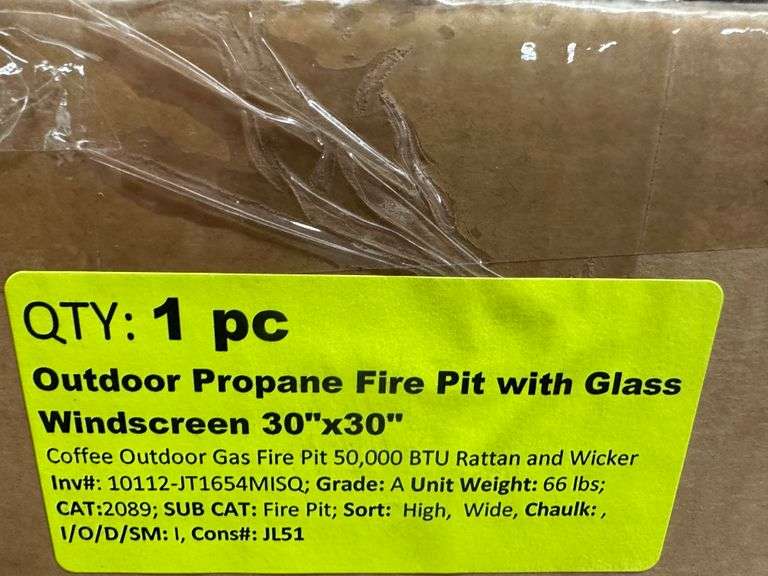 QTY: 1 pc
Outdoor Propane Fire Pit with Glass
Windscreen 30"x30"
Coffee Outdoor Gas Fire Pit 50,000 BTU Rattan and Wicker
Inv#: 10112-JT1654MISQ; Grade: A Unit Weight: 66 lbs;
CAT:2089; SUB CAT: Fire Pit; Sort: High, Wide, Chaulk: ,
I/O/D/SM: I, Cons#: JL51